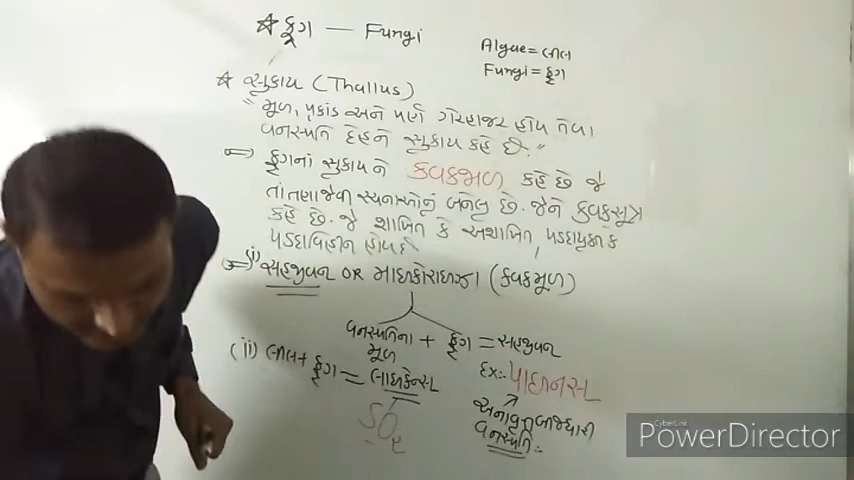 ☆ ફૂગ — Fungi
Algae = લીલ
Fungi = ફૂગ
☆ સુકાય (Thallus)
"મૂળ, પ્રકાંડ અને પર્ણ ગેરહાજર હોય તેવા
વનસ્પતિ દેહને સુકાય કહે છે."
⇒ ફૂગનાં સુકાય ને કવકજાળ કહે છે જે
તાંતણાજેવી રચનાઓનું બનેલુ છે. જેને કવકસૂત્ર
કહે છે. જે શાખિત કે અશાખિત, પડદાયુક્ત કે
પડદાવિહીન હોય છે
⇒ (i) સહજીવન OR માઇકોરાઇઝા (કવકમૂળ)
વનસ્પતિના મૂળ + ફૂગ = સહજીવન
(ii) લીલ + ફૂગ = લાઇકેન્સ
Ex:- પાઇનસ
SO₂
અનાવૃત બીજધારી
વનસ્પતિ:-
CyberLink
PowerDirector